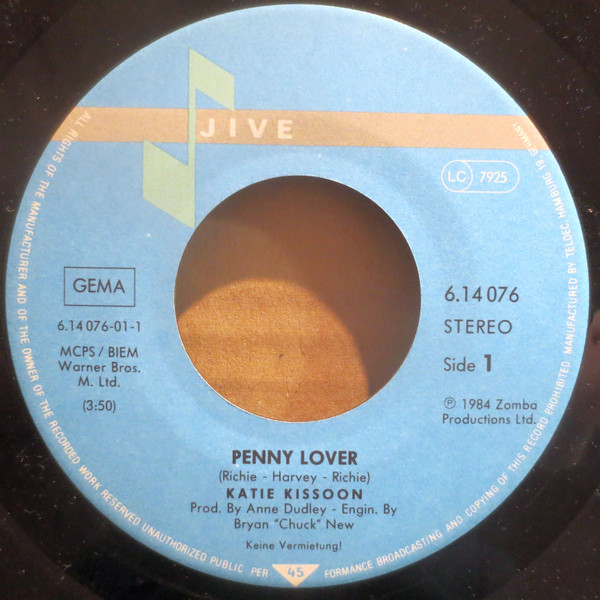 JIVE
LC 7925
GEMA
6.14 076-01-1
MCPS / BIEM
Warner Bros.
M. Ltd.
(3:50)
6.14 076
STEREO
Side 1
℗ 1984 Zomba
Productions Ltd.
PENNY LOVER
(Richie - Harvey - Richie)
KATIE KISSOON
Prod. By Anne Dudley - Engin. By
Bryan "Chuck" New
Keine Vermietung!
45
ALL RIGHTS OF THE MANUFACTURER AND OF THE OWNER OF THE RECORDED WORK RESERVED UNAUTHORIZED PUBLIC PERFORMANCE BROADCASTING AND COPYING OF THIS RECORD PROHIBITED MANUFACTURED BY TELDEC HAMBURG 19 GERMANY